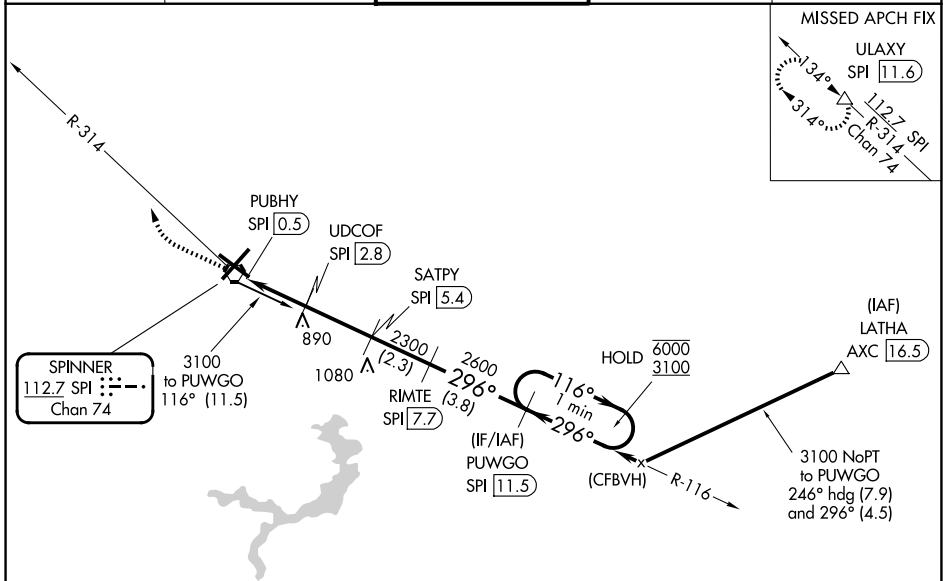 MISSED APCH FIX
ULAXY
SPI 11.6
134°
314°
112.7 SPI
R-314
Chan 74
R-314
PUBHY
SPI 0.5
UDCOF
SPI 2.8
SATPY
SPI 5.4
(IAF)
LATHA
AXC 16.5
890
1080
2300
(2.3)
2600
296°
(3.8)
HOLD 6000
3100
116°
1 min
296°
SPINNER
112.7 SPI
Chan 74
3100
to PUWGO
116° (11.5)
RIMTE
SPI 7.7
(IF/IAF)
PUWGO
SPI 11.5
(CFBVH)
R-116
3100 NoPT
to PUWGO
246° hdg (7.9)
and 296° (4.5)